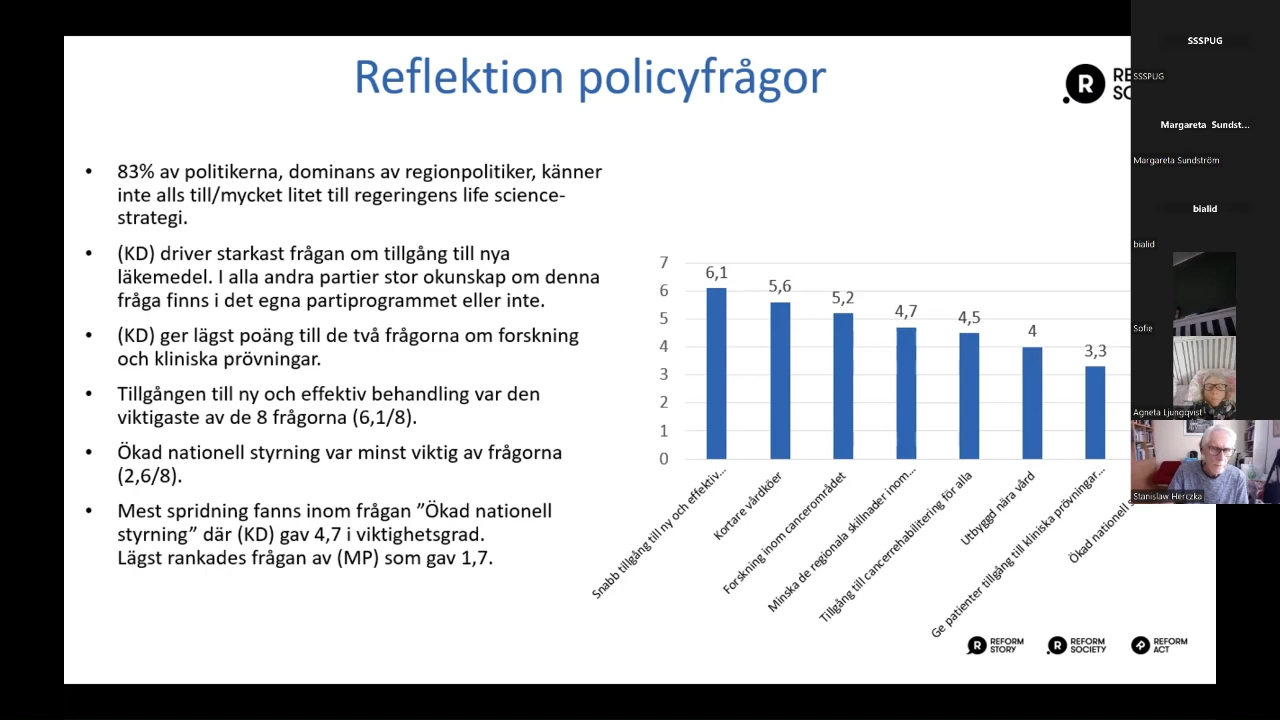 Reflektion policyfrågor
83% av politikerna, dominans av regionpolitiker, känner
inte alls till/mycket litet till regeringens life science-
strategi.
(KD) driver starkast frågan om tillgång till nya
läkemedel. I alla andra partier stor okunskap om denna
fråga finns i det egna partiprogrammet eller inte.
(KD) ger lägst poäng till de två frågorna om forskning
och kliniska prövningar.
Tillgången till ny och effektiv behandling var den
viktigaste av de 8 frågorna (6,1/8).
Ökad nationell styrning var minst viktig av frågorna
(2,6/8).
Mest spridning fanns inom frågan ”Ökad nationell
styrning” där (KD) gav 4,7 i viktighetsgrad.
Lägst rankades frågan av (MP) som gav 1,7.
7
6
5
4
3
2
1
0
6,1
5,6
5,2
4,7
4,5
4
3,3
Snabb tillgång till ny och effektiv...
Kortare vårdköer
Forskning inom cancerområdet
Minska de regionala skillnader inom...
Tillgång till cancerrehabilitering för alla
Utbyggd nära vård
Ge patienter tillgång till kliniska prövningar...
Ökad nationell s
R
RE
SO
R REFORM
STORY
R REFORM
SOCIETY
REFORM
ACT
SSSPUG
SSSPUG
Margareta Sundst...
Margareta Sundström
bialid
bialid
Sofie
Agneta Ljungqvist
Stanislaw Herczka